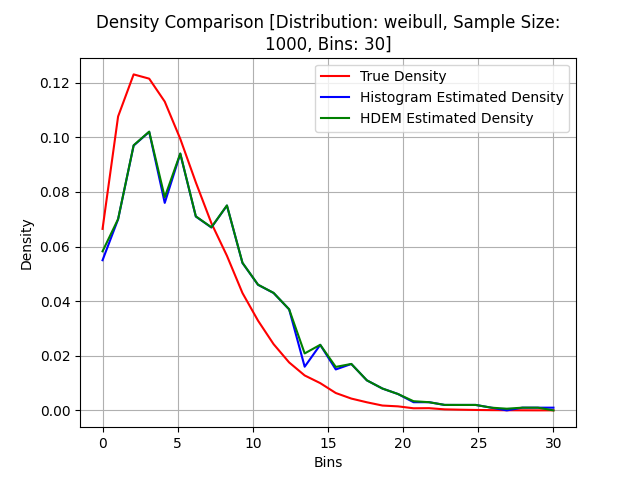 Density Comparison [Distribution: weibull, Sample Size:
1000, Bins: 30]
True Density
Histogram Estimated Density
HDEM Estimated Density
Density
0.12
0.10
0.08
0.06
0.04
0.02
0.00
0 5 10 15 20 25 30
Bins